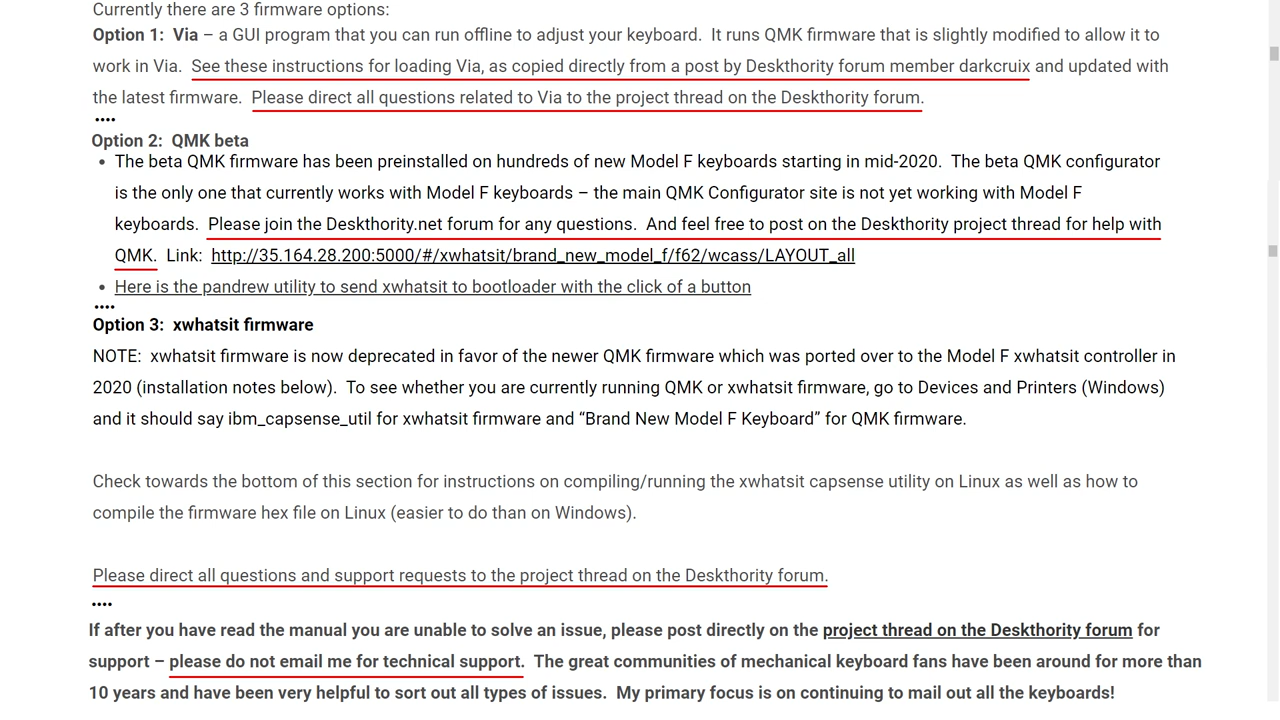 Currently there are 3 firmware options:
Option 1:  Via – a GUI program that you can run offline to adjust your keyboard.  It runs QMK firmware that is slightly modified to allow it to
work in Via.  See these instructions for loading Via, as copied directly from a post by Deskthority forum member darkcruix and updated with
the latest firmware.  Please direct all questions related to Via to the project thread on the Deskthority forum.
••••
Option 2:  QMK beta
• The beta QMK firmware has been preinstalled on hundreds of new Model F keyboards starting in mid-2020.  The beta QMK configurator
is the only one that currently works with Model F keyboards – the main QMK Configurator site is not yet working with Model F
keyboards.  Please join the Deskthority.net forum for any questions.  And feel free to post on the Deskthority project thread for help with
QMK.  Link:  http://35.164.28.200:5000/#/xwhatsit/brand_new_model_f/f62/wcass/LAYOUT_all
• Here is the pandrew utility to send xwhatsit to bootloader with the click of a button
••••
Option 3:  xwhatsit firmware
NOTE:  xwhatsit firmware is now deprecated in favor of the newer QMK firmware which was ported over to the Model F xwhatsit controller in
2020 (installation notes below).  To see whether you are currently running QMK or xwhatsit firmware, go to Devices and Printers (Windows)
and it should say ibm_capsense_util for xwhatsit firmware and “Brand New Model F Keyboard” for QMK firmware.
Check towards the bottom of this section for instructions on compiling/running the xwhatsit capsense utility on Linux as well as how to
compile the firmware hex file on Linux (easier to do than on Windows).
Please direct all questions and support requests to the project thread on the Deskthority forum.
••••
If after you have read the manual you are unable to solve an issue, please post directly on the project thread on the Deskthority forum for
support – please do not email me for technical support.  The great communities of mechanical keyboard fans have been around for more than
10 years and have been very helpful to sort out all types of issues.  My primary focus is on continuing to mail out all the keyboards!